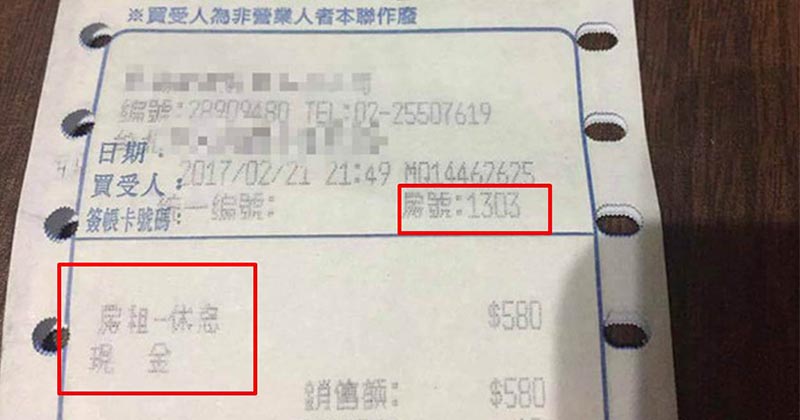 ※買受人為非營業人者本聯作廢
編號:28909480 TEL:02-25507619
日期：
2017/02/21 21:49 MQ14467625
買受人：
統一編號: 房號:1303
簽帳卡號碼：
房租-休息 $580
現 金
銷售額: $580